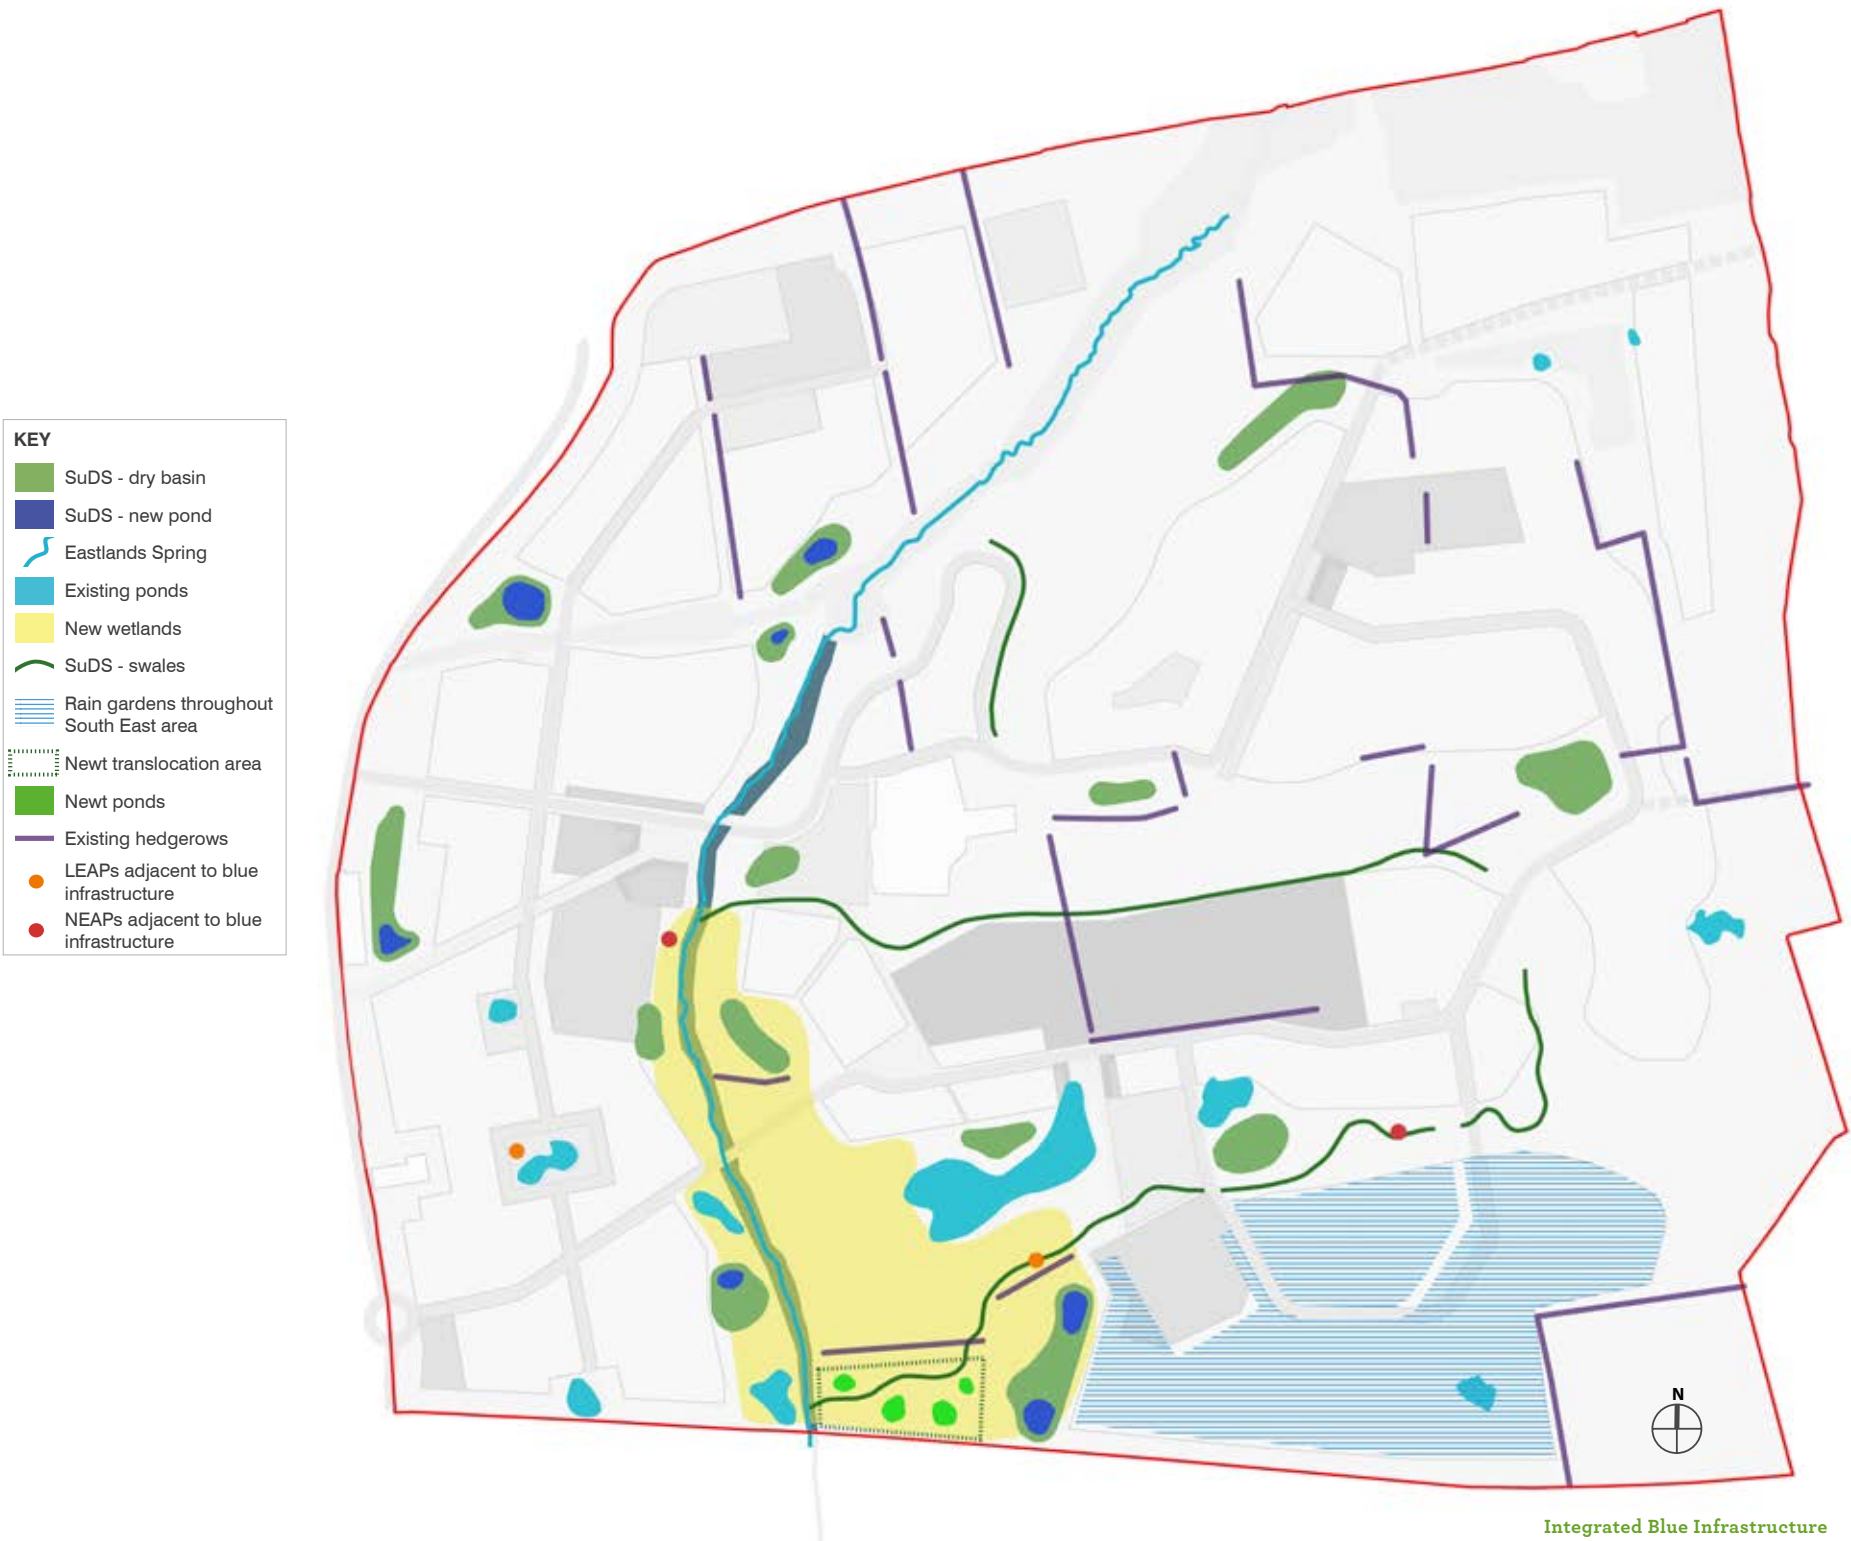 KEY
SuDS - dry basin
SuDS - new pond
Eastlands Spring
Existing ponds
New wetlands
SuDS - swales
Rain gardens throughout
South East area
Newt translocation area
Newt ponds
Existing hedgerows
LEAPs adjacent to blue
infrastructure
NEAPs adjacent to blue
infrastructure
N
Integrated Blue Infrastructure